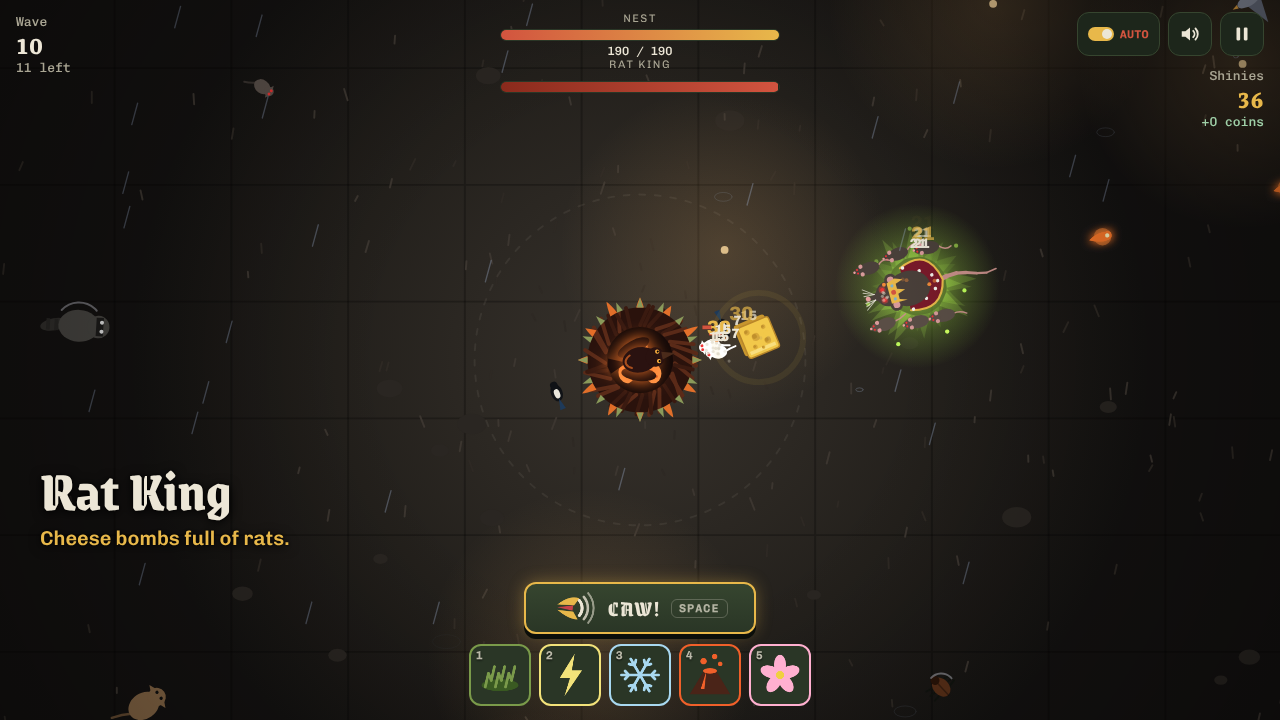 Wave
10
11 left
NEST
190 / 190
RAT KING
AUTO
Shinies
36
+0 coins
21
Rat King
Cheese bombs full of rats.
CAW!
SPACE
1
2
3
4
5